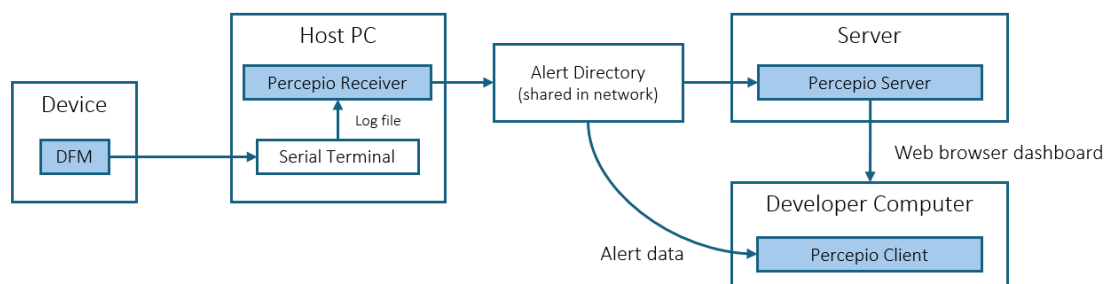 Device
DFM
Host PC
Percepio Receiver
Log file
Serial Terminal
Alert Directory
(shared in network)
Server
Percepio Server
Web browser dashboard
Developer Computer
Percepio Client
Alert data